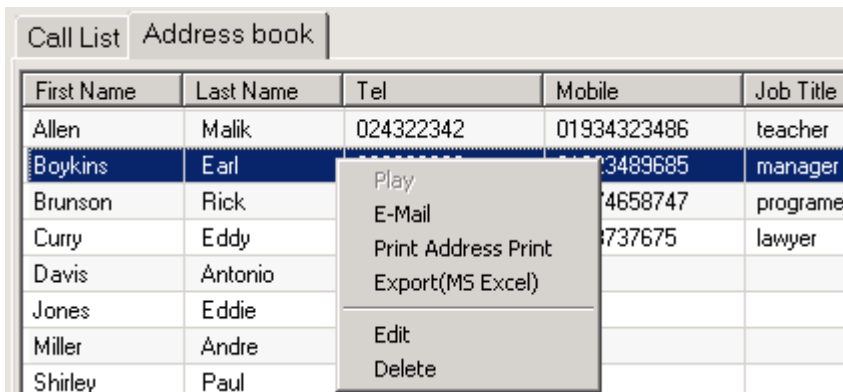 Call List Address book
First Name Last Name Tel Mobile Job Title
Allen Malik 024322342 01934323486 teacher
Boykins Earl 23489685 manager
Brunson Rick 74658747 programe
Curry Eddy 737675 lawyer
Davis Antonio
Jones Eddie
Miller Andre
Shirley Paul
Play
E-Mail
Print Address Print
Export(MS Excel)
Edit
Delete